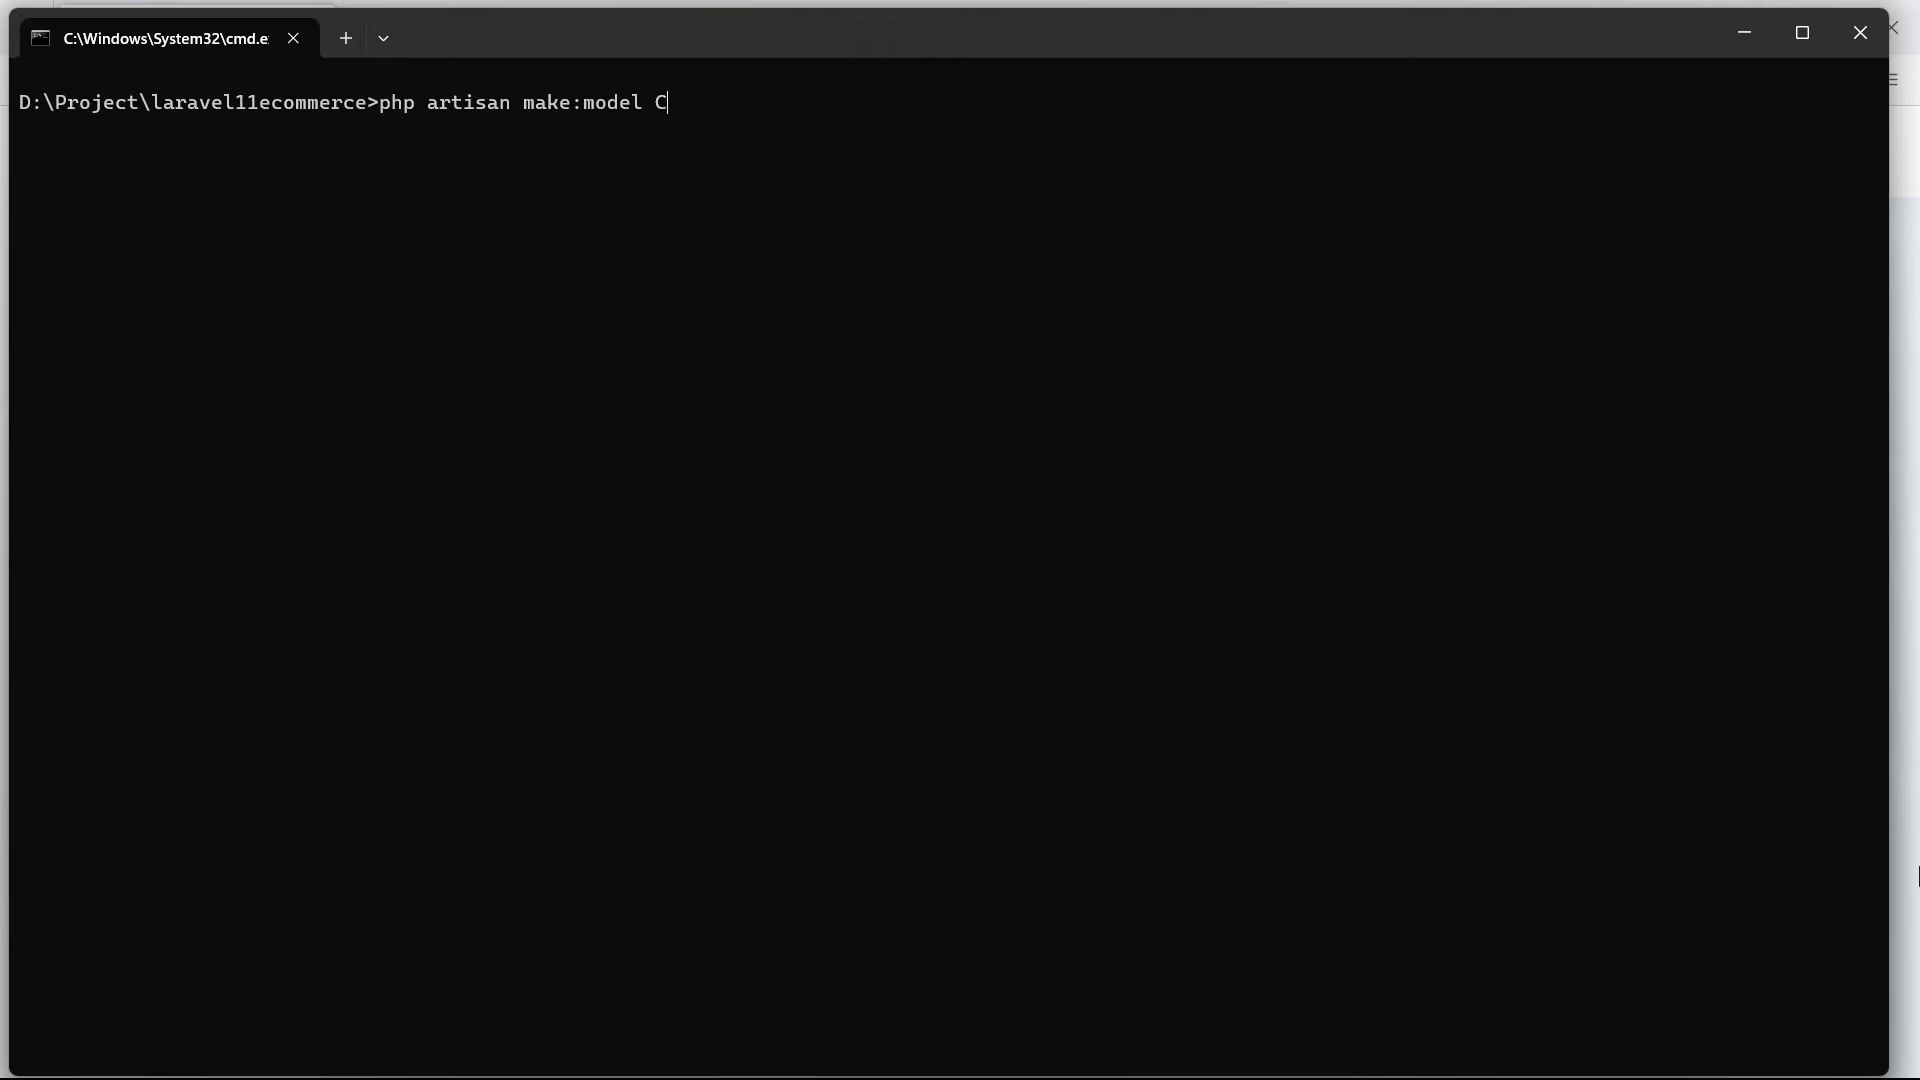 C:\Windows\System32\cmd.e
D:\Project\laravel11ecommerce>php artisan make:model C